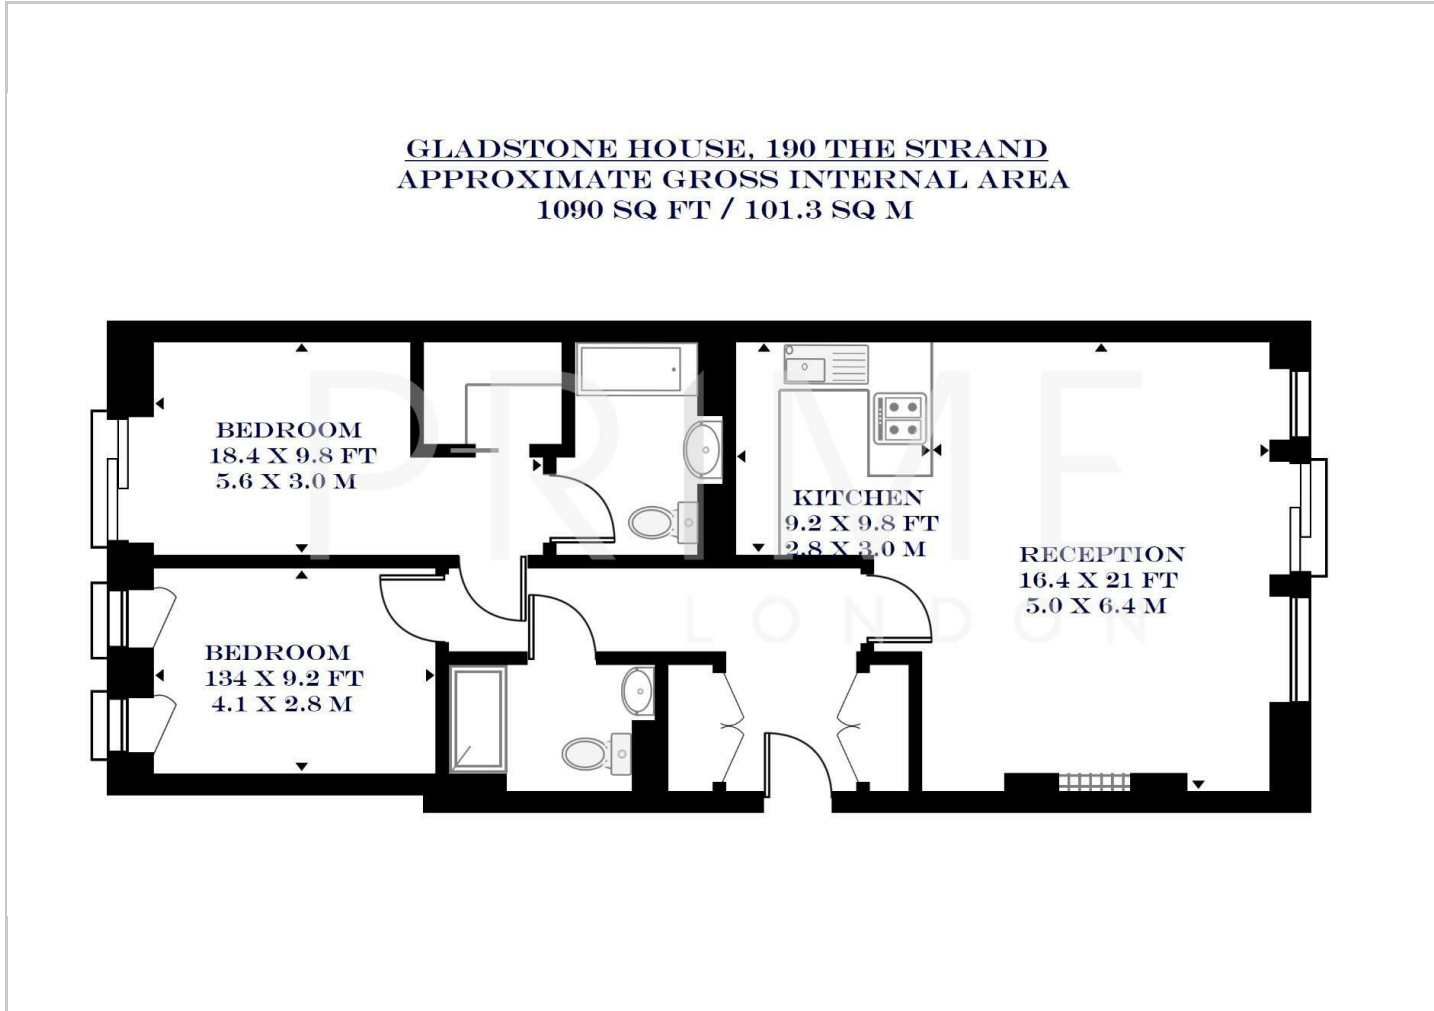 GLADSTONE HOUSE, 190 THE STRAND
APPROXIMATE GROSS INTERNAL AREA
1090 SQ FT / 101.3 SQ M
BEDROOM
18.4 X 9.8 FT
5.6 X 3.0 M
KITCHEN
9.2 X 9.8 FT
2.8 X 3.0 M
RECEPTION
16.4 X 21 FT
5.0 X 6.4 M
BEDROOM
134 X 9.2 FT
4.1 X 2.8 M
PRIME
LONDON